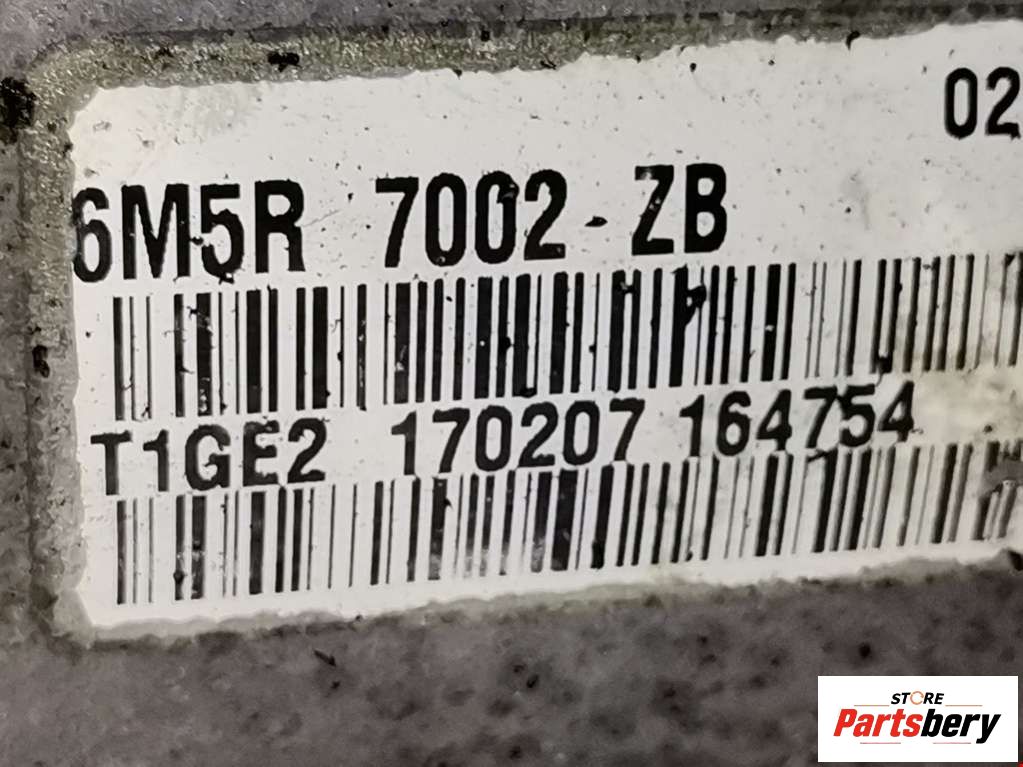 02
6M5R 7002-ZB
T1GE2 170207 164754
STORE
Partsbery